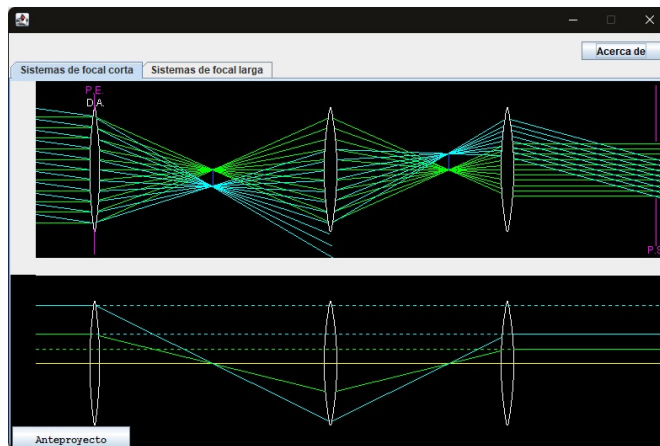 Acerca de
Sistemas de focal corta Sistemas de focal larga
P.E.
D.A.
P.S
Anteproyecto